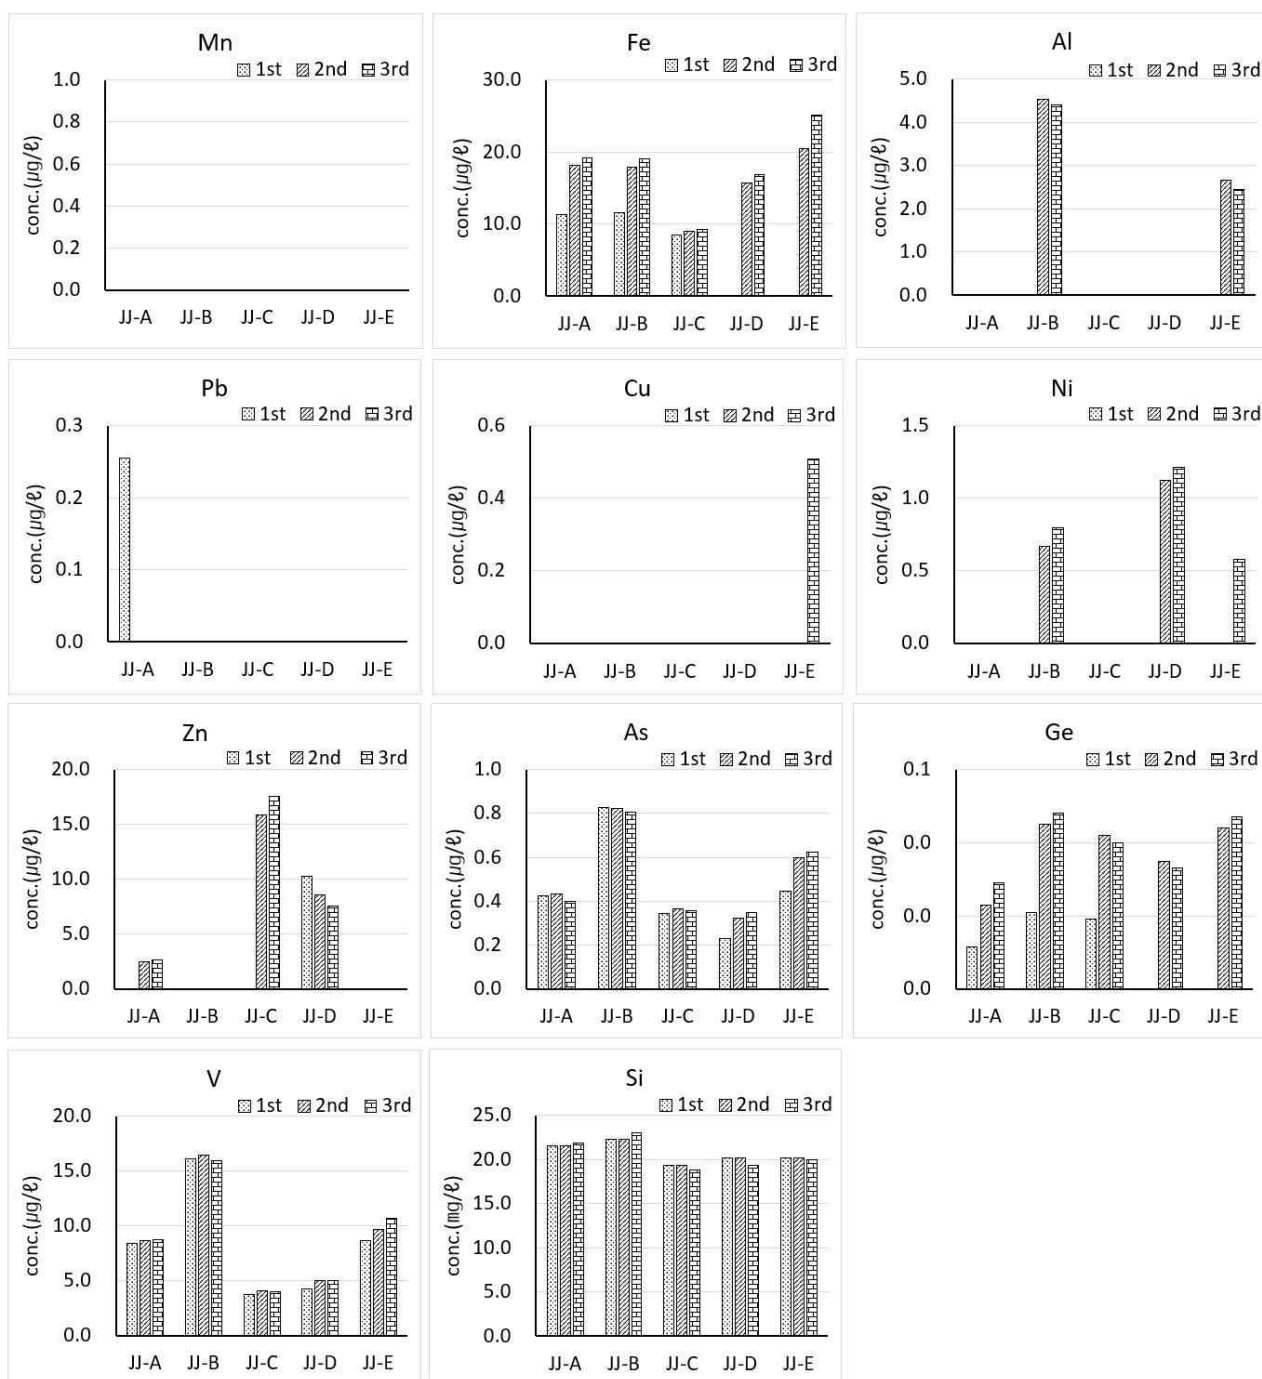 Mn
1st 2nd 3rd
1.0
0.8
0.6
0.4
0.2
0.0
conc.(㎍/ℓ)
JJ-A JJ-B JJ-C JJ-D JJ-E
Fe
1st 2nd 3rd
30.0
20.0
10.0
0.0
conc.(㎍/ℓ)
JJ-A JJ-B JJ-C JJ-D JJ-E
Al
1st 2nd 3rd
5.0
4.0
3.0
2.0
1.0
0.0
conc.(㎍/ℓ)
JJ-A JJ-B JJ-C JJ-D JJ-E
Pb
1st 2nd 3rd
0.3
0.2
0.1
0.0
conc.(㎍/ℓ)
JJ-A JJ-B JJ-C JJ-D JJ-E
Cu
1st 2nd 3rd
0.6
0.4
0.2
0.0
conc.(㎍/ℓ)
JJ-A JJ-B JJ-C JJ-D JJ-E
Ni
1st 2nd 3rd
1.5
1.0
0.5
0.0
conc.(㎍/ℓ)
JJ-A JJ-B JJ-C JJ-D JJ-E
Zn
1st 2nd 3rd
20.0
15.0
10.0
5.0
0.0
conc.(㎍/ℓ)
JJ-A JJ-B JJ-C JJ-D JJ-E
As
1st 2nd 3rd
1.0
0.8
0.6
0.4
0.2
0.0
conc.(㎍/ℓ)
JJ-A JJ-B JJ-C JJ-D JJ-E
Ge
1st 2nd 3rd
0.1
0.0
0.0
0.0
conc.(㎍/ℓ)
JJ-A JJ-B JJ-C JJ-D JJ-E
V
1st 2nd 3rd
20.0
15.0
10.0
5.0
0.0
conc.(㎍/ℓ)
JJ-A JJ-B JJ-C JJ-D JJ-E
Si
1st 2nd 3rd
25.0
20.0
15.0
10.0
5.0
0.0
conc.(㎎/ℓ)
JJ-A JJ-B JJ-C JJ-D JJ-E